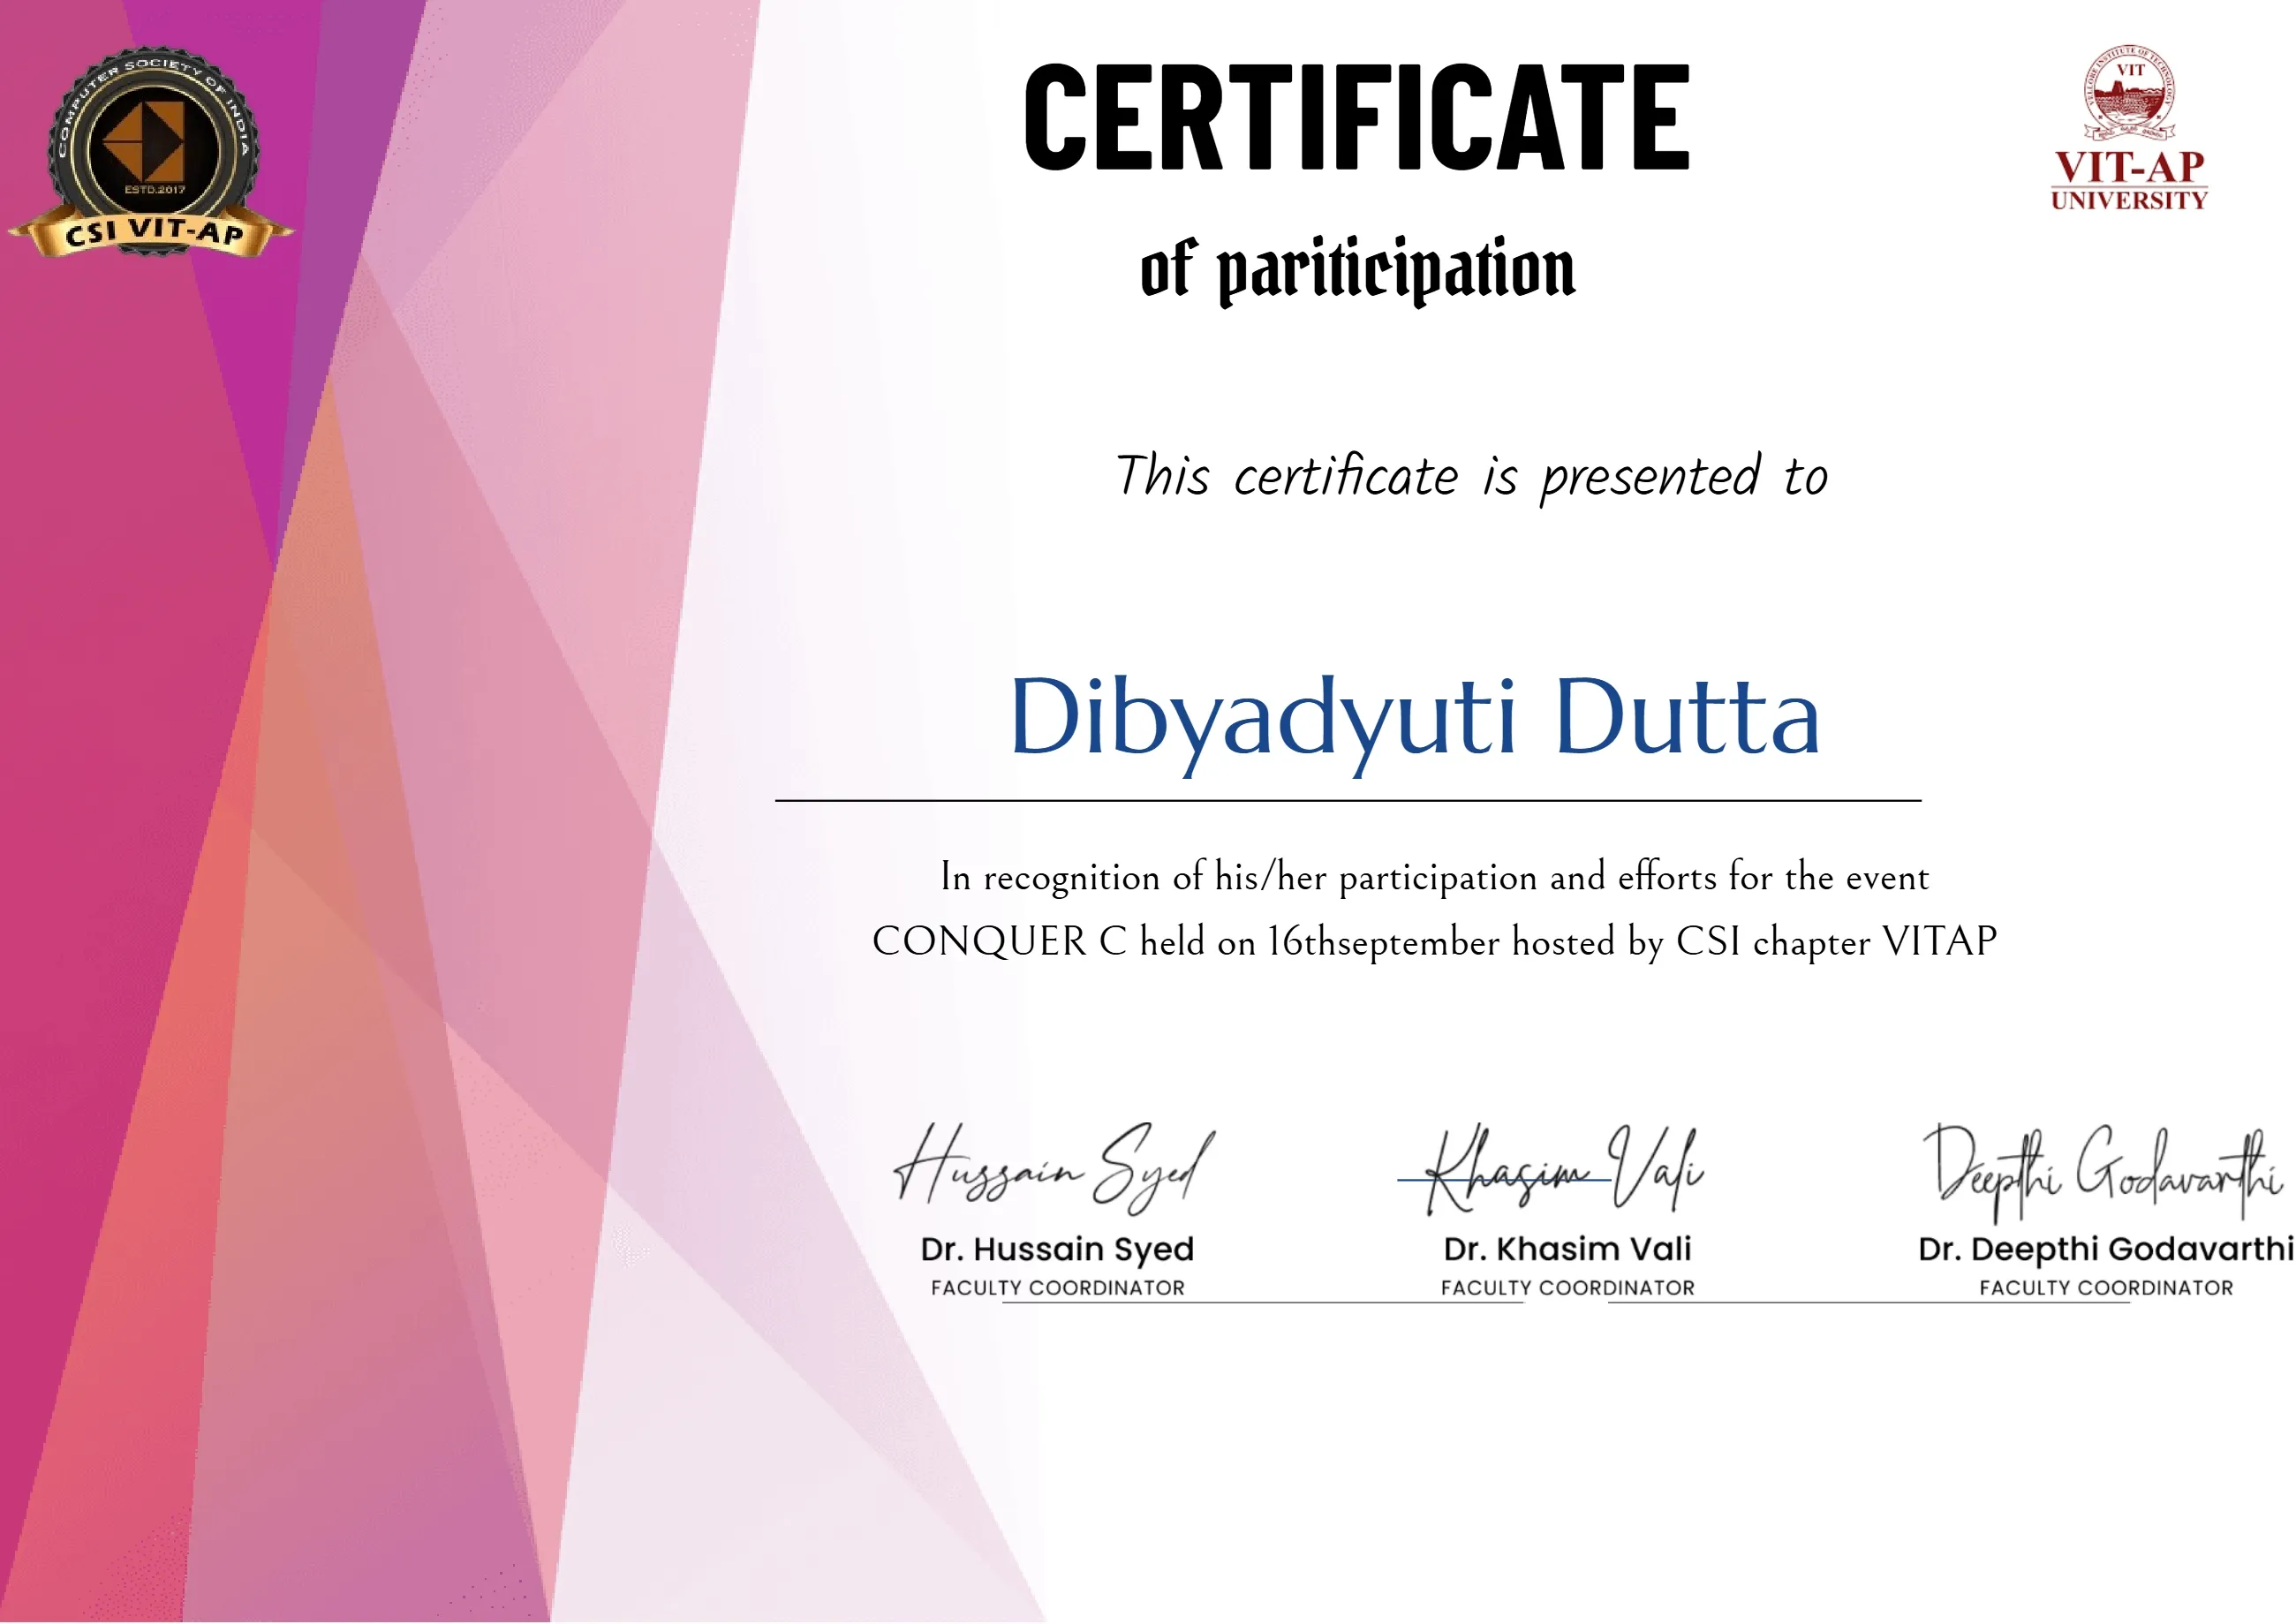 COMPUTER SOCIETY OF INDIA
ESTD.2017
CSI VIT-AP
CERTIFICATE
of pariticipation
VELLORE INSTITUTE OF TECHNOLOGY
VIT
VIT-AP
UNIVERSITY
This certificate is presented to
Dibyadyuti Dutta
In recognition of his/her participation and efforts for the event
CONQUER C held on 16thseptember hosted by CSI chapter VITAP
Hussain Syed
Khasim Vali
Deepthi Godavarthi
Dr. Hussain Syed
Dr. Khasim Vali
Dr. Deepthi Godavarthi
FACULTY COORDINATOR
FACULTY COORDINATOR
FACULTY COORDINATOR